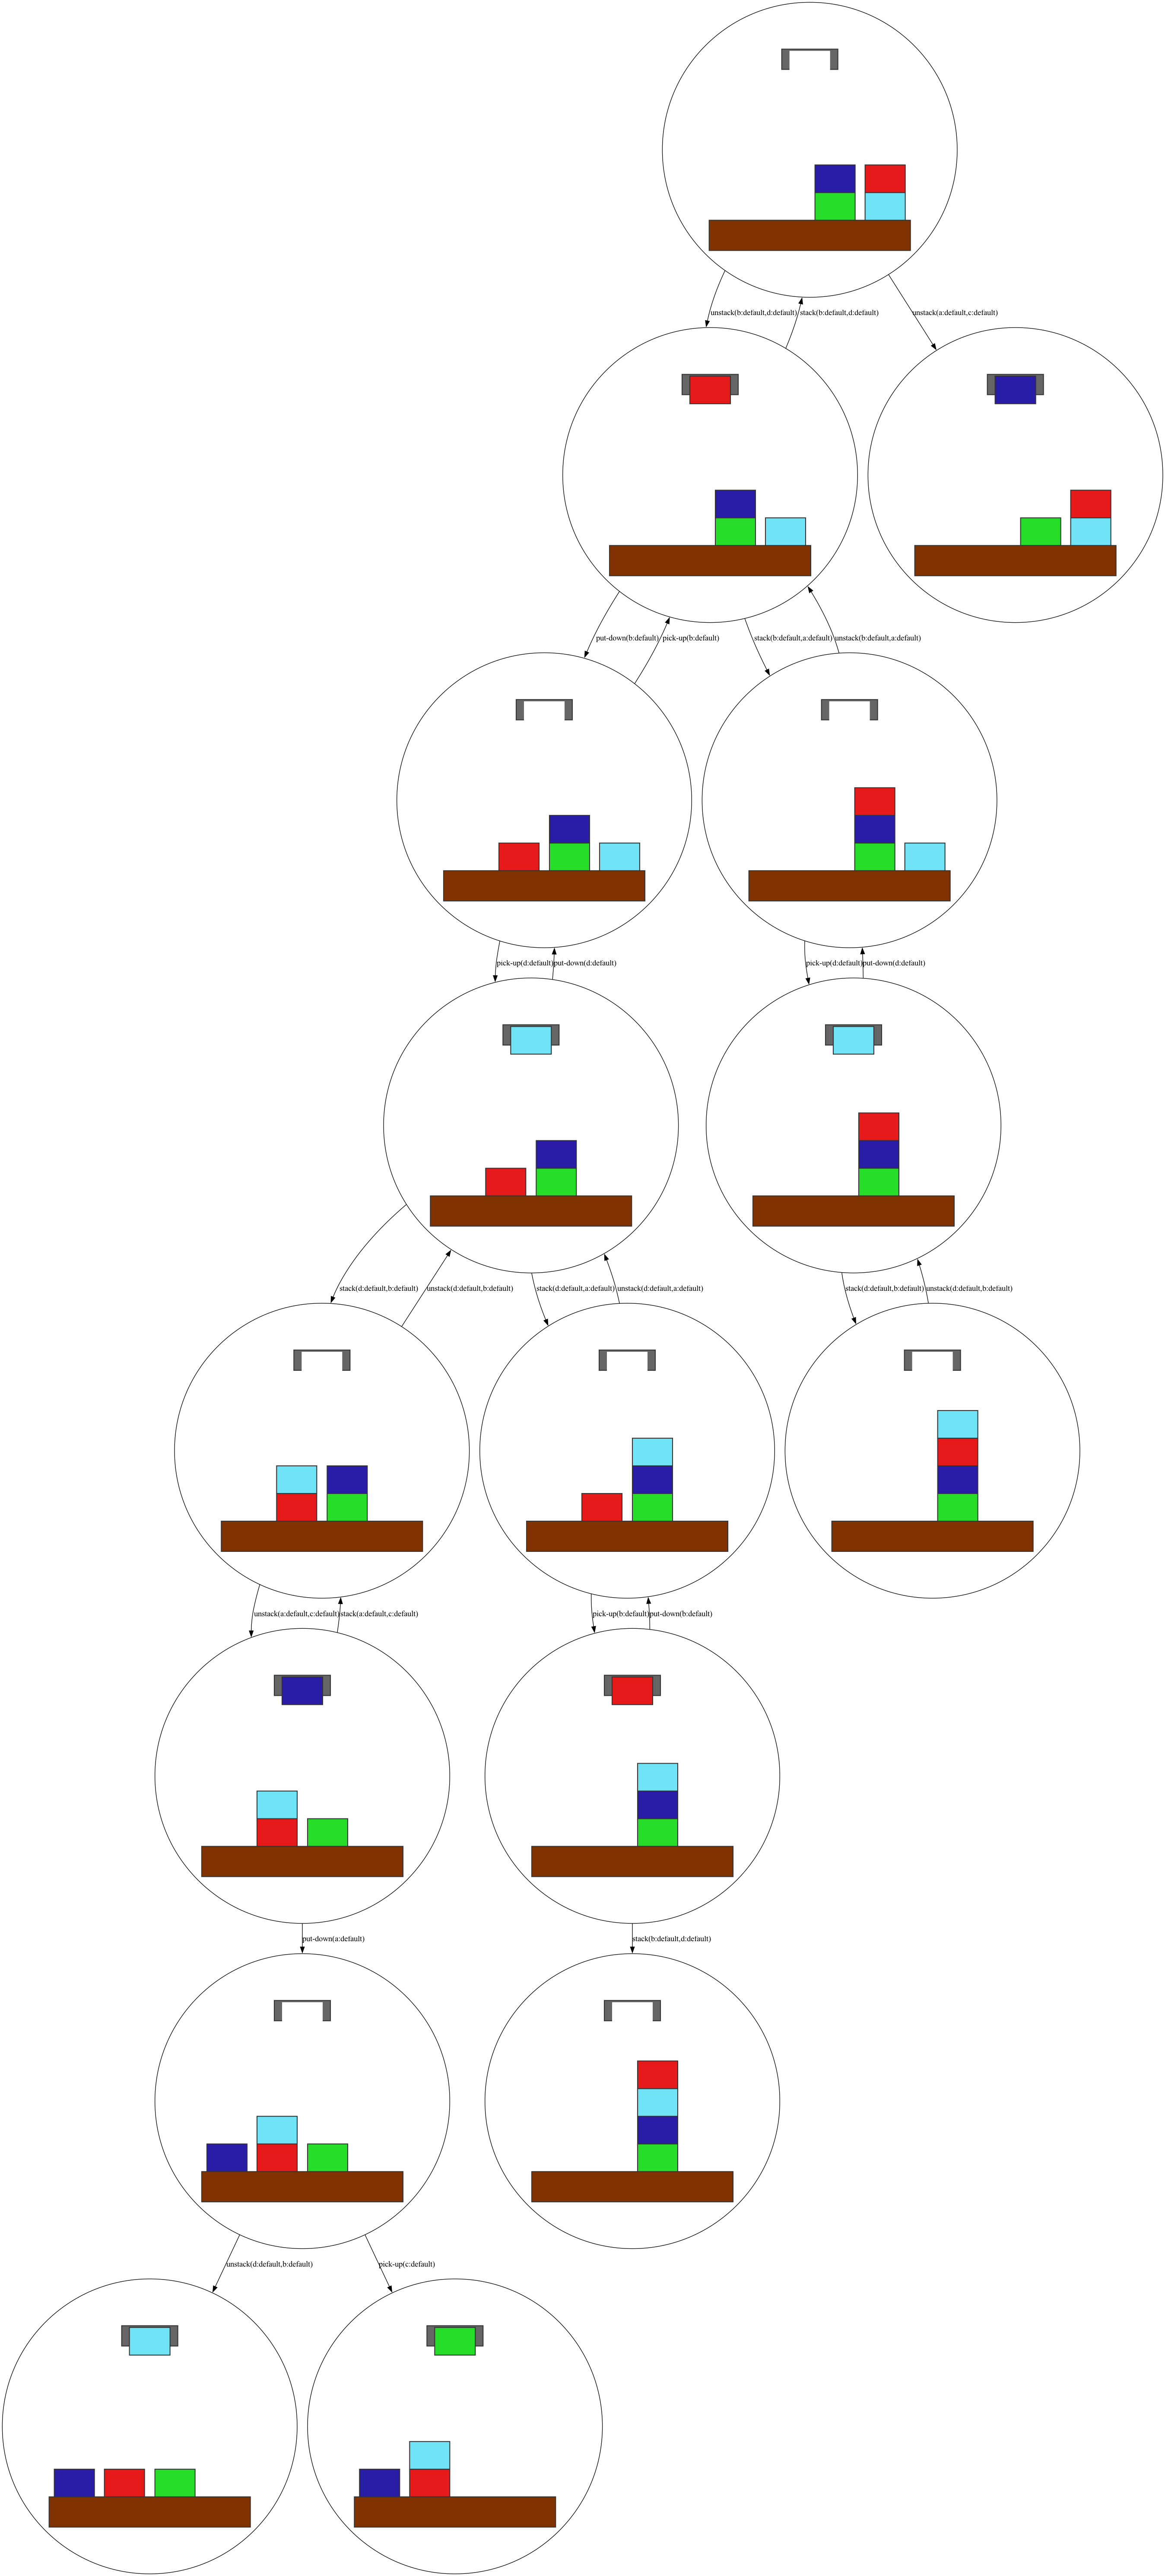 unstack(b:default,d:default)
stack(b:default,d:default)
unstack(a:default,c:default)
put-down(b:default)
pick-up(b:default)
stack(b:default,a:default)
unstack(b:default,a:default)
pick-up(d:default)
put-down(d:default)
pick-up(d:default)
put-down(d:default)
stack(d:default,b:default)
unstack(d:default,b:default)
stack(d:default,a:default)
unstack(d:default,a:default)
stack(d:default,b:default)
unstack(d:default,b:default)
unstack(a:default,c:default)
stack(a:default,c:default)
pick-up(b:default)
put-down(b:default)
put-down(a:default)
stack(b:default,d:default)
unstack(d:default,b:default)
pick-up(c:default)